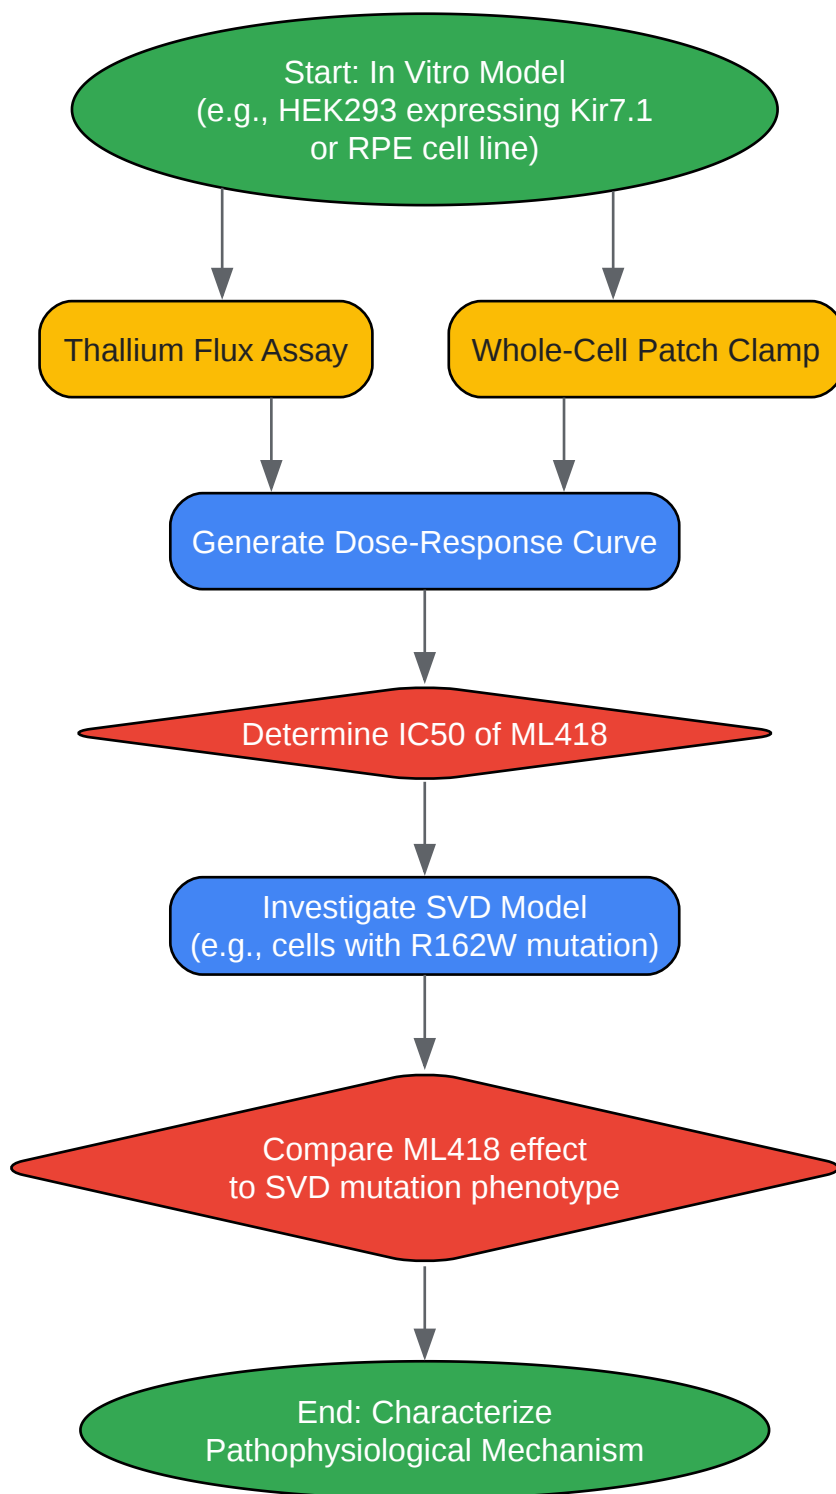 Start: In Vitro Model
(e.g., HEK293 expressing Kir7.1
or RPE cell line)
Thallium Flux Assay
Whole-Cell Patch Clamp
Generate Dose-Response Curve
Determine IC50 of ML418
Investigate SVD Model
(e.g., cells with R162W mutation)
Compare ML418 effect
to SVD mutation phenotype
End: Characterize
Pathophysiological Mechanism